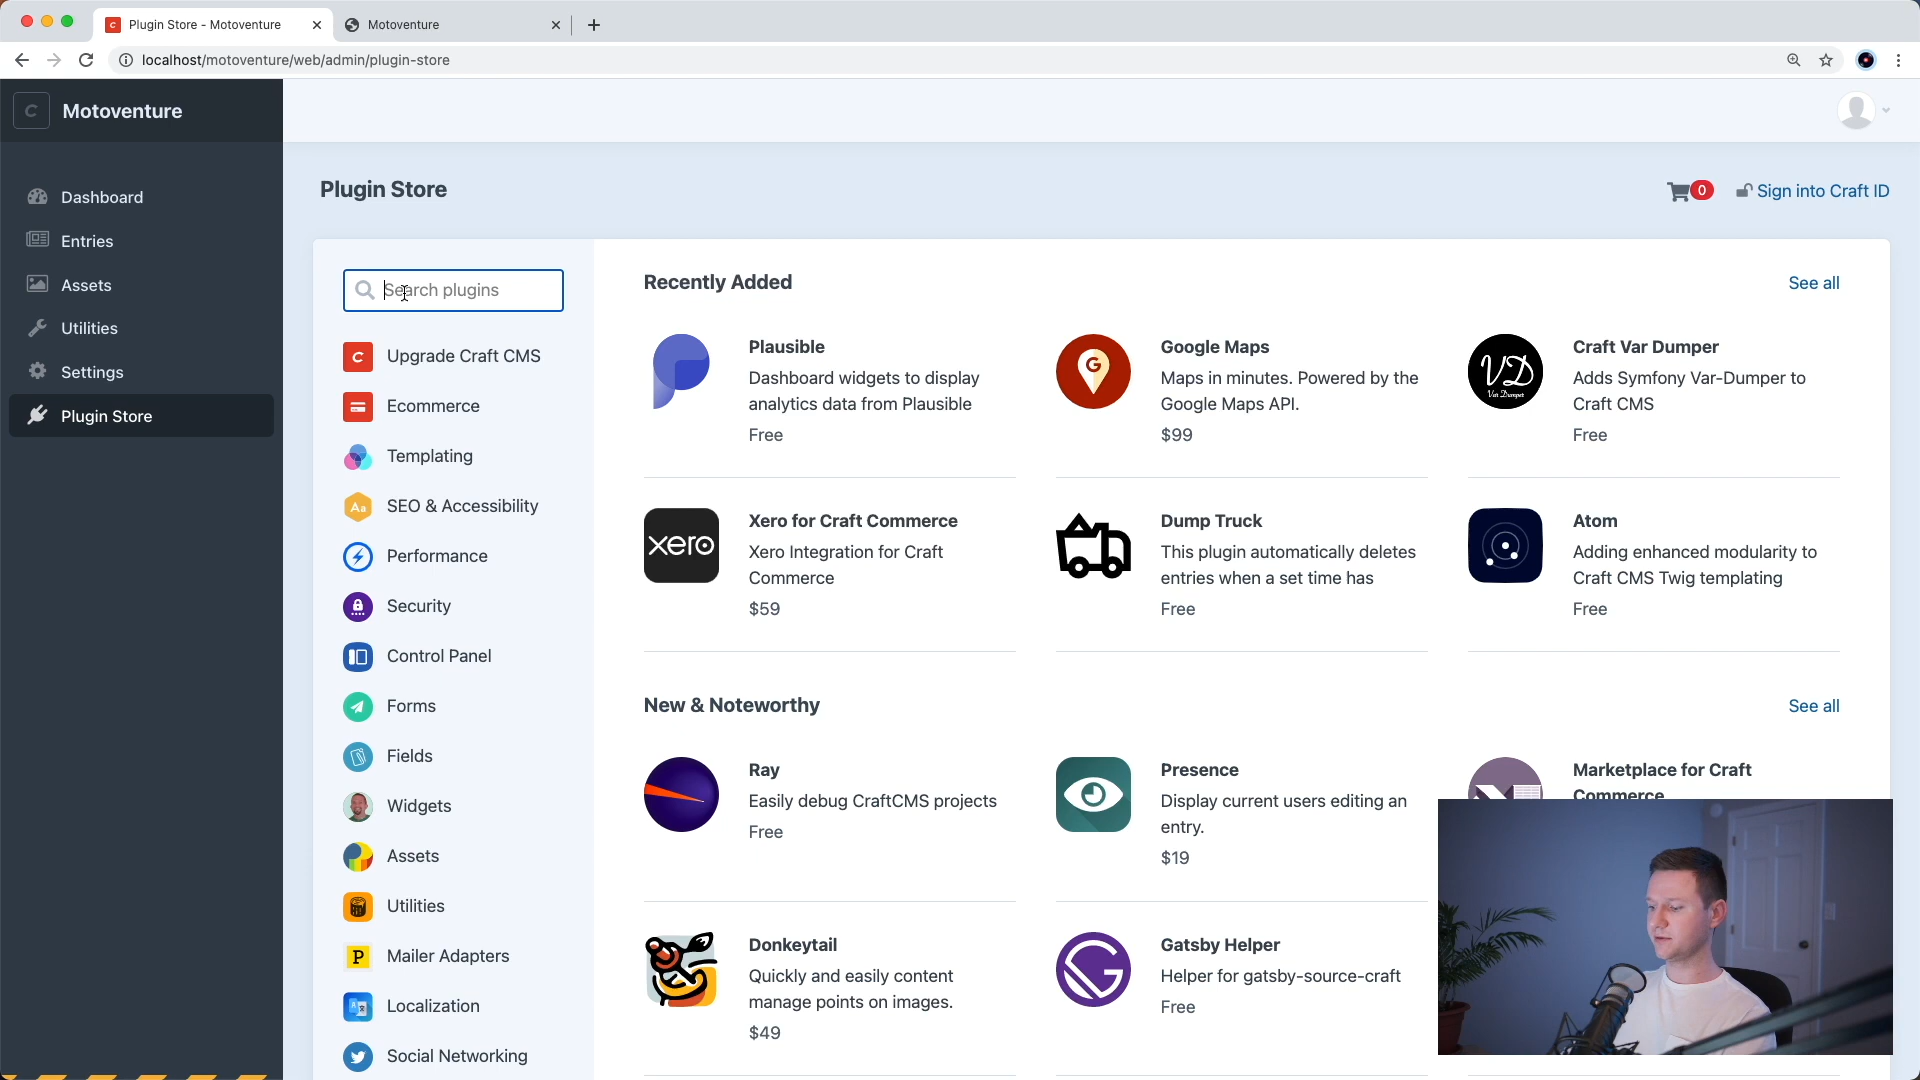 Plugin Store - Motoventure
Motoventure
localhost/motoventure/web/admin/plugin-store
Motoventure
Dashboard
Entries
Assets
Utilities
Settings
Plugin Store
Plugin Store
0
Sign into Craft ID
Search plugins
Upgrade Craft CMS
Ecommerce
Templating
SEO & Accessibility
Performance
Security
Control Panel
Forms
Fields
Widgets
Assets
Utilities
Mailer Adapters
Localization
Social Networking
Recently Added
See all
Plausible
Dashboard widgets to display
analytics data from Plausible
Free
Google Maps
Maps in minutes. Powered by the
Google Maps API.
$99
VD
Var Dumper
Craft Var Dumper
Adds Symfony Var-Dumper to
Craft CMS
Free
xero
Xero for Craft Commerce
Xero Integration for Craft
Commerce
$59
Dump Truck
This plugin automatically deletes
entries when a set time has
Free
Atom
Adding enhanced modularity to
Craft CMS Twig templating
Free
New & Noteworthy
See all
Ray
Easily debug CraftCMS projects
Free
Presence
Display current users editing an
entry.
$19
Marketplace for Craft
Commerce
Donkeytail
Quickly and easily content
manage points on images.
$49
Gatsby Helper
Helper for gatsby-source-craft
Free